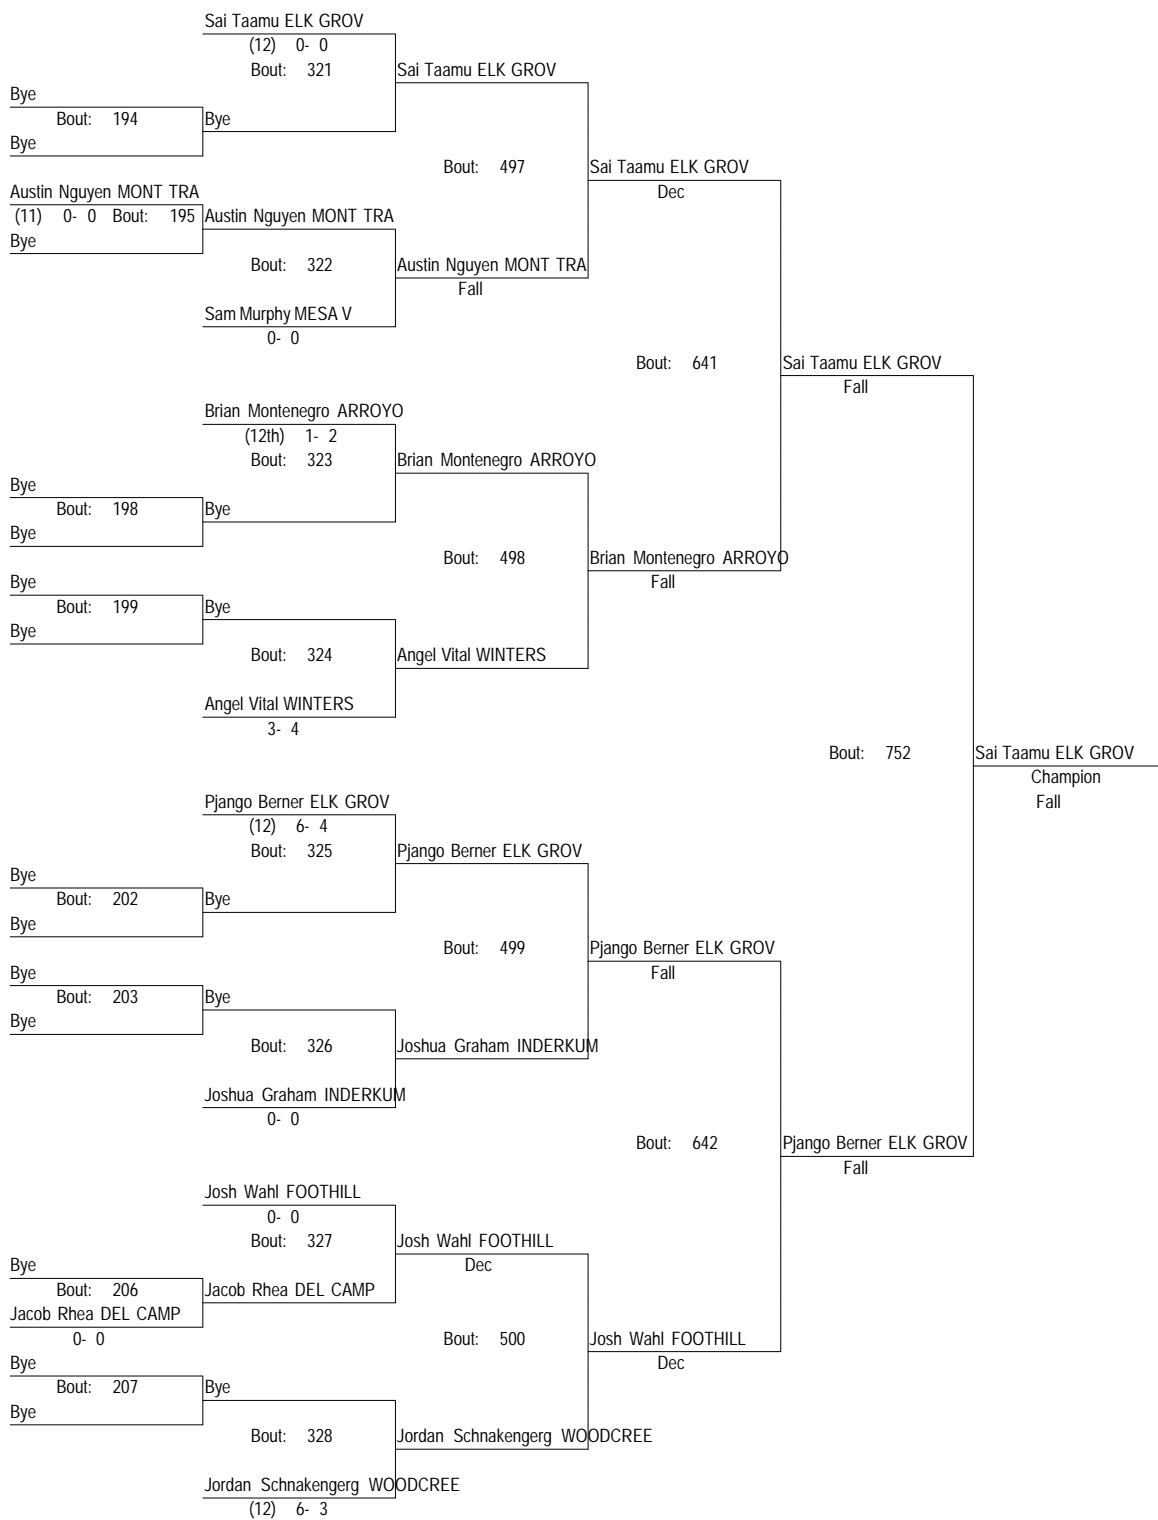 Sai Taamu ELK GROV
(12) 0- 0
Bout: 321
Sai Taamu ELK GROV
Bye
Bout: 194
Bye
Bye
Bout: 497
Sai Taamu ELK GROV
Dec
Austin Nguyen MONT TRA
(11) 0- 0 Bout: 195
Austin Nguyen MONT TRA
Bye
Bout: 322
Austin Nguyen MONT TRA
Fall
Sam Murphy MESA V
0- 0
Bout: 641
Sai Taamu ELK GROV
Fall
Brian Montenegro ARROYO
(12th) 1- 2
Bout: 323
Brian Montenegro ARROYO
Bye
Bout: 198
Bye
Bye
Bout: 498
Brian Montenegro ARROYO
Fall
Bye
Bout: 199
Bye
Bye
Bout: 324
Angel Vital WINTERS
Angel Vital WINTERS
3- 4
Bout: 752
Sai Taamu ELK GROV
Champion
Fall
Pjango Berner ELK GROV
(12) 6- 4
Bout: 325
Pjango Berner ELK GROV
Bye
Bout: 202
Bye
Bye
Bout: 499
Pjango Berner ELK GROV
Fall
Bye
Bout: 203
Bye
Bye
Bout: 326
Joshua Graham INDERKUM
Joshua Graham INDERKUM
0- 0
Bout: 642
Pjango Berner ELK GROV
Fall
Josh Wahl FOOTHILL
0- 0
Bout: 327
Josh Wahl FOOTHILL
Dec
Bye
Bout: 206
Jacob Rhea DEL CAMP
Jacob Rhea DEL CAMP
0- 0
Bout: 500
Josh Wahl FOOTHILL
Dec
Bye
Bout: 207
Bye
Bye
Bout: 328
Jordan Schnakengerg WOODCREE
Jordan Schnakengerg WOODCREE
(12) 6- 3